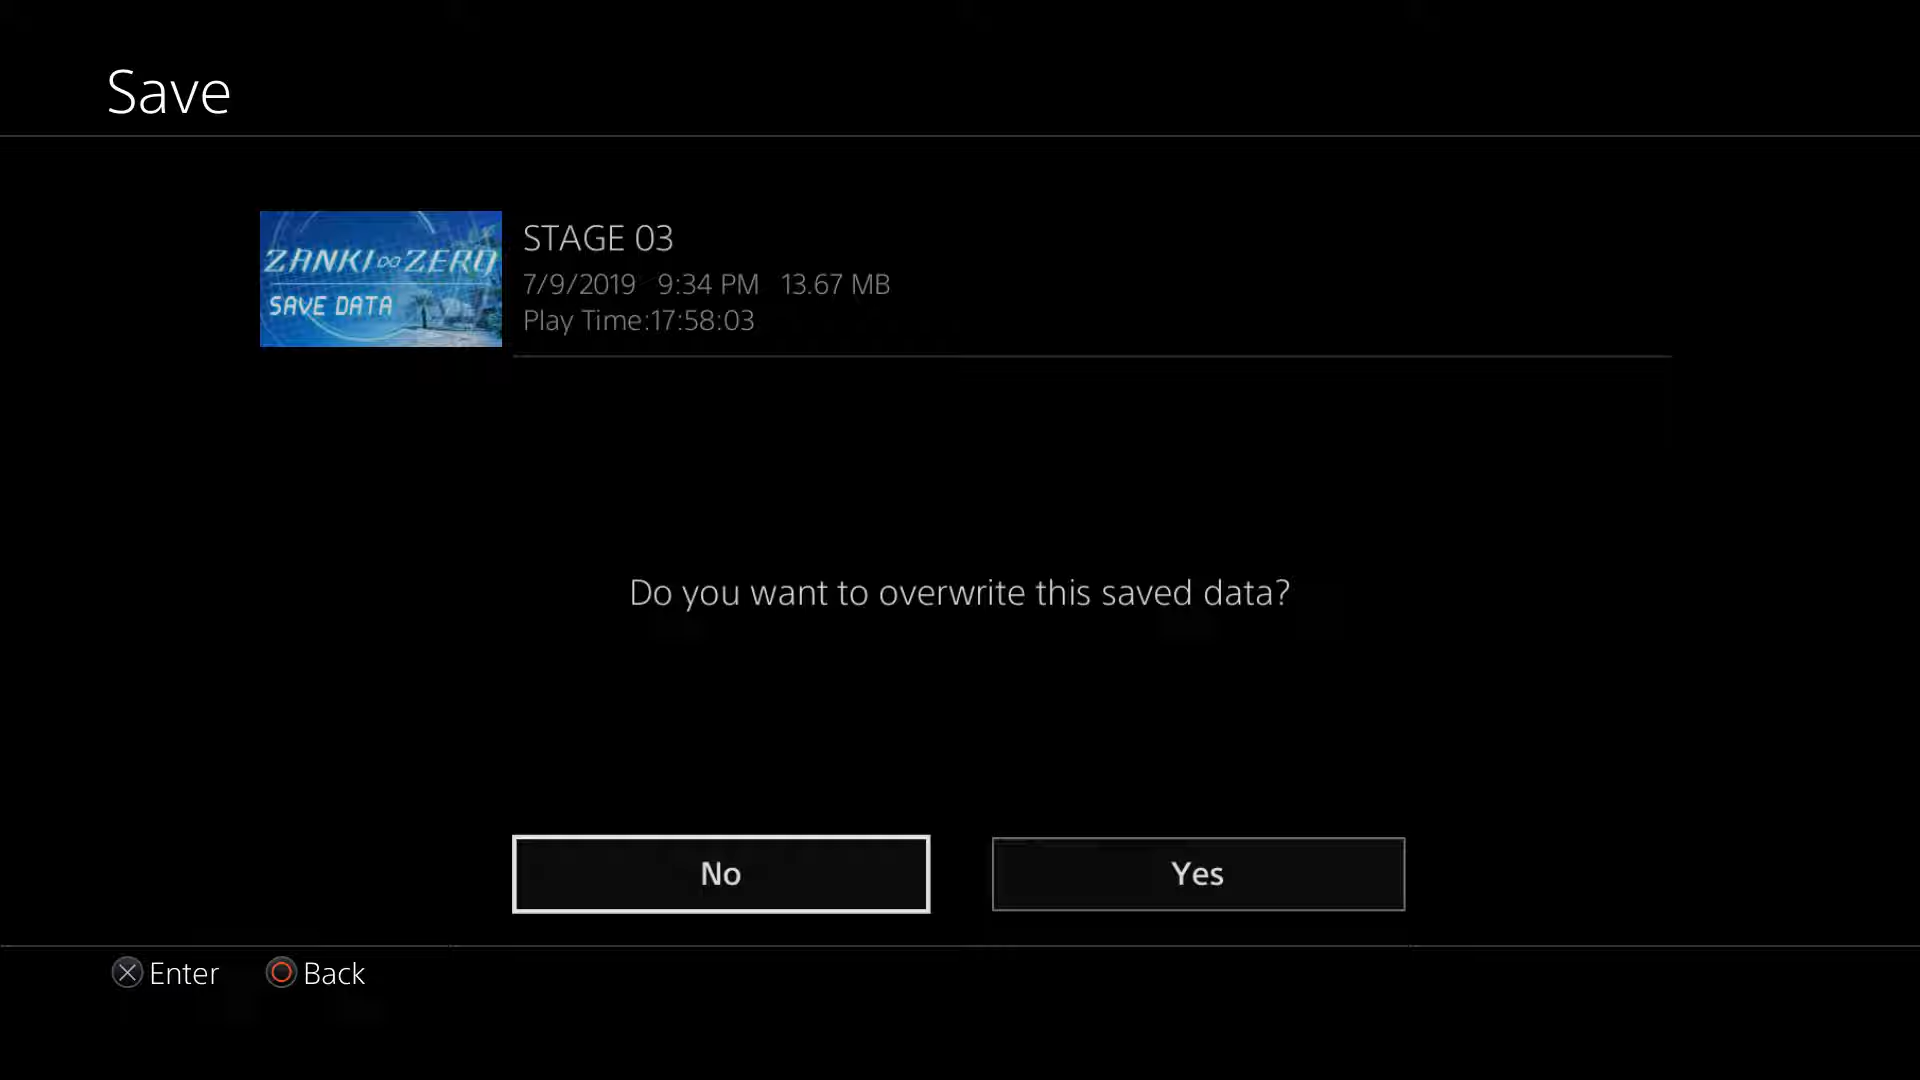 Save
ZANKI∞ZERO
SAVE DATA
STAGE 03
7/9/2019 9:34 PM 13.67 MB
Play Time:17:58:03
Do you want to overwrite this saved data?
No
Yes
Enter
Back